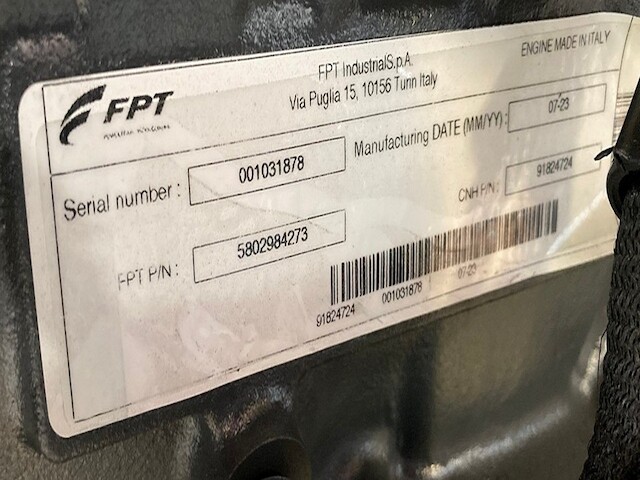 FPT
FPT IndustrialS.p.A.
Via Puglia 15, 10156 Turin Italy
ENGINE MADE IN ITALY
Serial number : 001031878
Manufacturing DATE (MM/YY) : 07-23
FPT P/N : 5802984273
CNH P/N : 91824724
91824724 001031878 07-23